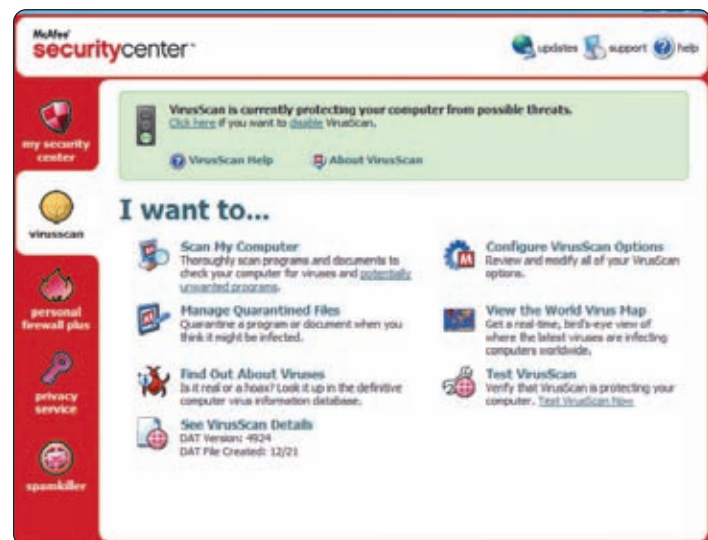 McAfee
securitycenter
updates support help
my security
center
virusscan
personal
firewall plus
privacy
service
spamkiller
VirusScan is currently protecting your computer from possible threats.
Click here if you want to disable VirusScan.
VirusScan Help About VirusScan
I want to...
Scan My Computer
Thoroughly scan programs and documents to
check your computer for viruses and potentially
unwanted programs.
Configure VirusScan Options
Review and modify all of your VirusScan
options.
Manage Quarantined Files
Quarantine a program or document when you
think it might be infected.
View the World Virus Map
Get a real-time, bird's-eye view of
where the latest viruses are infecting
computers worldwide.
Find Out About Viruses
Is it real or a hoax? Look it up in the definitive
computer virus information database.
Test VirusScan
Verify that VirusScan is protecting your
computer. Test VirusScan Now
See VirusScan Details
DAT Version: 4924
DAT File Created: 12/21